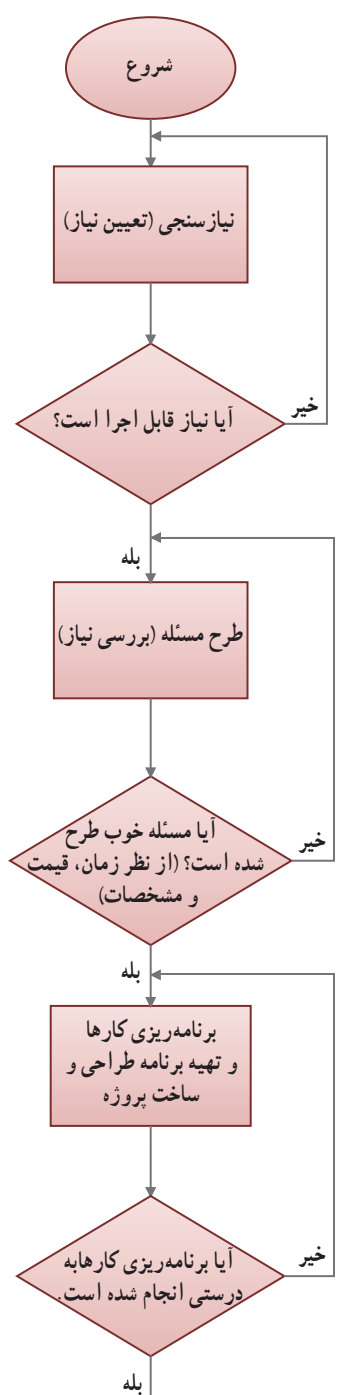 شروع
نیازسنجی (تعیین نیاز)
آیا نیاز قابل اجرا است؟
خیر
بله
طرح مسئله (بررسی نیاز)
آیا مسئله خوب طرح
شده است؟ (از نظر زمان، قیمت
و مشخصات)
خیر
بله
برنامه‌ریزی کارها
و تهیه برنامه طراحی و
ساخت پروژه
آیا برنامه‌ریزی کارهابه
درستی انجام شده است.
خیر
بله